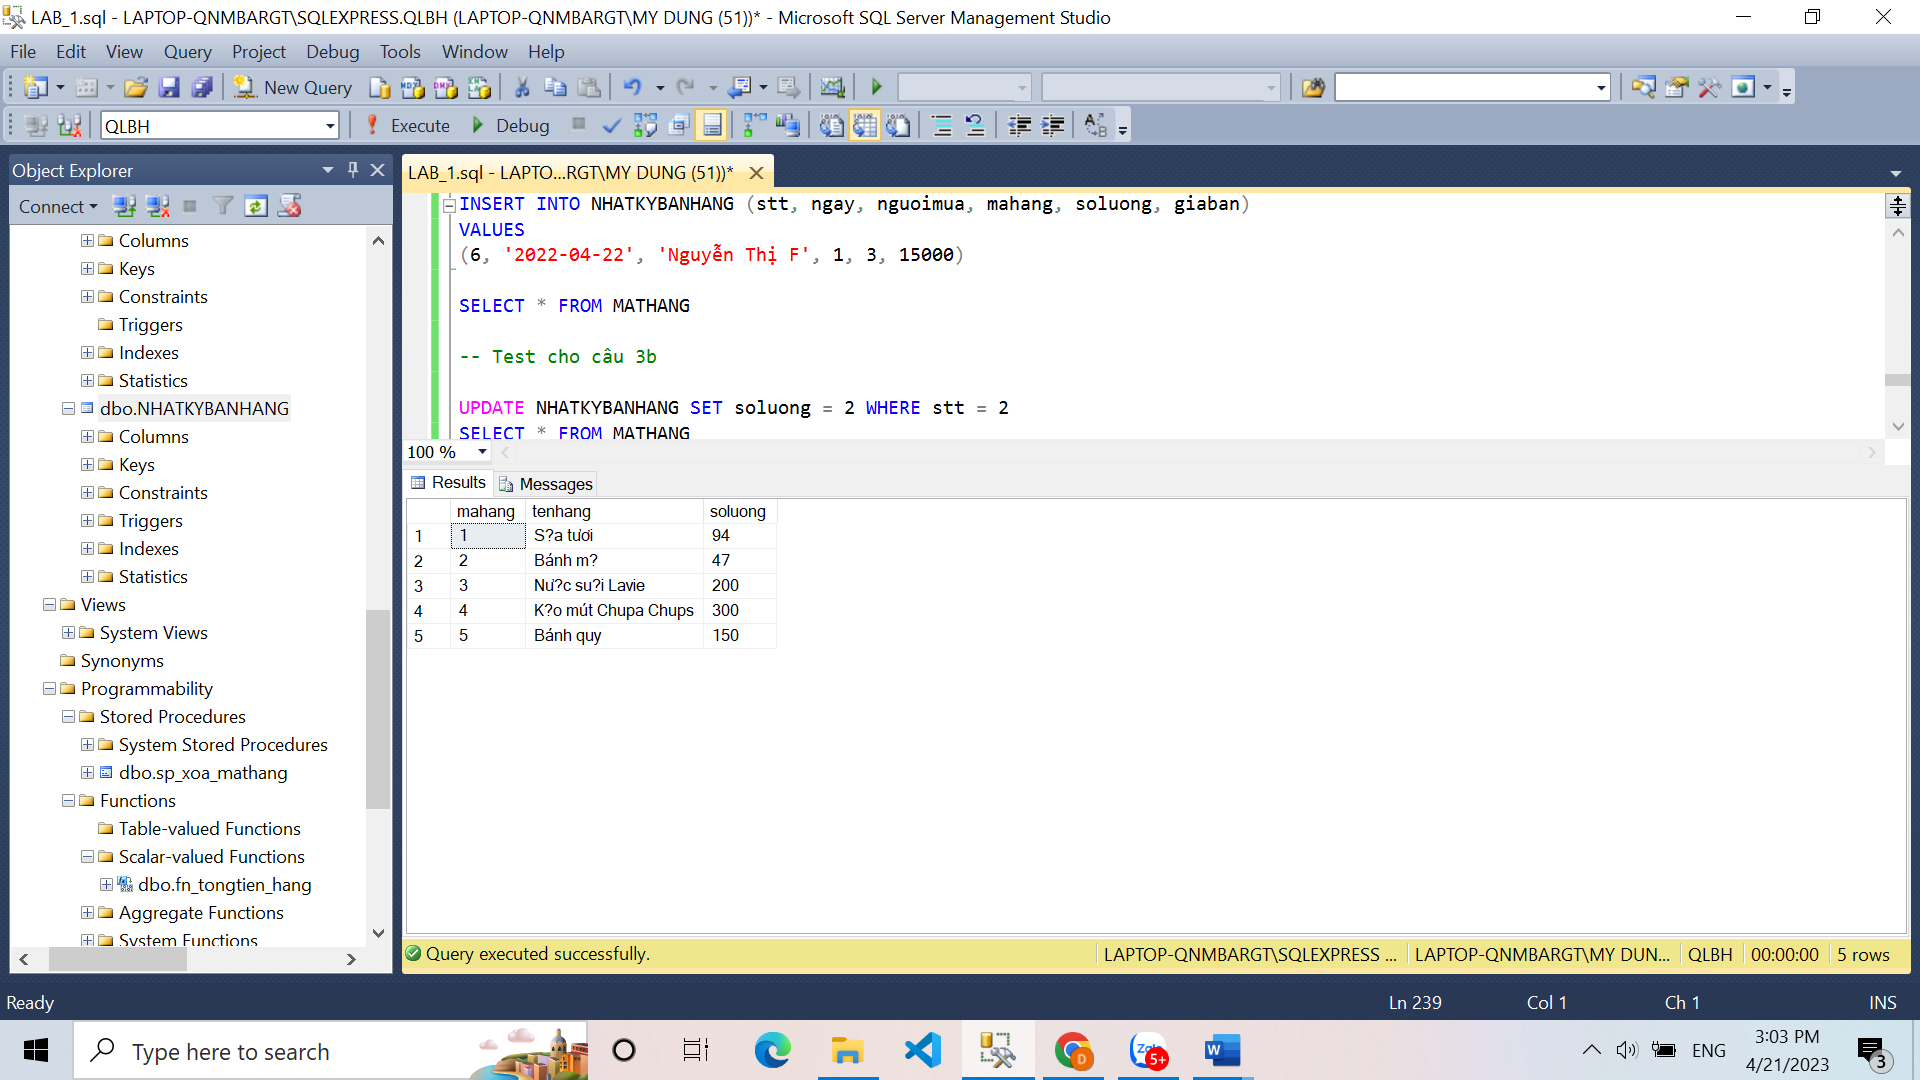 LAB_1.sql - LAPTOP-QNMBARGT\SQLEXPRESS.QLBH (LAPTOP-QNMBARGT\MY DUNG (51))* - Microsoft SQL Server Management Studio
File Edit View Query Project Debug Tools Window Help
New Query
QLBH Execute Debug
Object Explorer
Connect
Columns
Keys
Constraints
Triggers
Indexes
Statistics
dbo.NHATKYBANHANG
Columns
Keys
Constraints
Triggers
Indexes
Statistics
Views
System Views
Synonyms
Programmability
Stored Procedures
System Stored Procedures
dbo.sp_xoa_mathang
Functions
Table-valued Functions
Scalar-valued Functions
dbo.fn_tongtien_hang
Aggregate Functions
System Functions
LAB_1.sql - LAPTO...RGT\MY DUNG (51))*
INSERT INTO NHATKYBANHANG (stt, ngay, nguoimua, mahang, soluong, giaban)
VALUES
(6, '2022-04-22', 'Nguyễn Thị F', 1, 3, 15000)
SELECT * FROM MATHANG
-- Test cho câu 3b
UPDATE NHATKYBANHANG SET soluong = 2 WHERE stt = 2
SELECT * FROM MATHANG
100 %
Results Messages
mahang tenhang soluong
1 1 S?a tươi 94
2 2 Bánh m? 47
3 3 Nư?c su?i Lavie 200
4 4 K?o mút Chupa Chups 300
5 5 Bánh quy 150
Query executed successfully. LAPTOP-QNMBARGT\SQLEXPRESS ... LAPTOP-QNMBARGT\MY DUN... QLBH 00:00:00 5 rows
Ready Ln 239 Col 1 Ch 1 INS
Type here to search
Zalo 5+
ENG
3:03 PM
4/21/2023
3